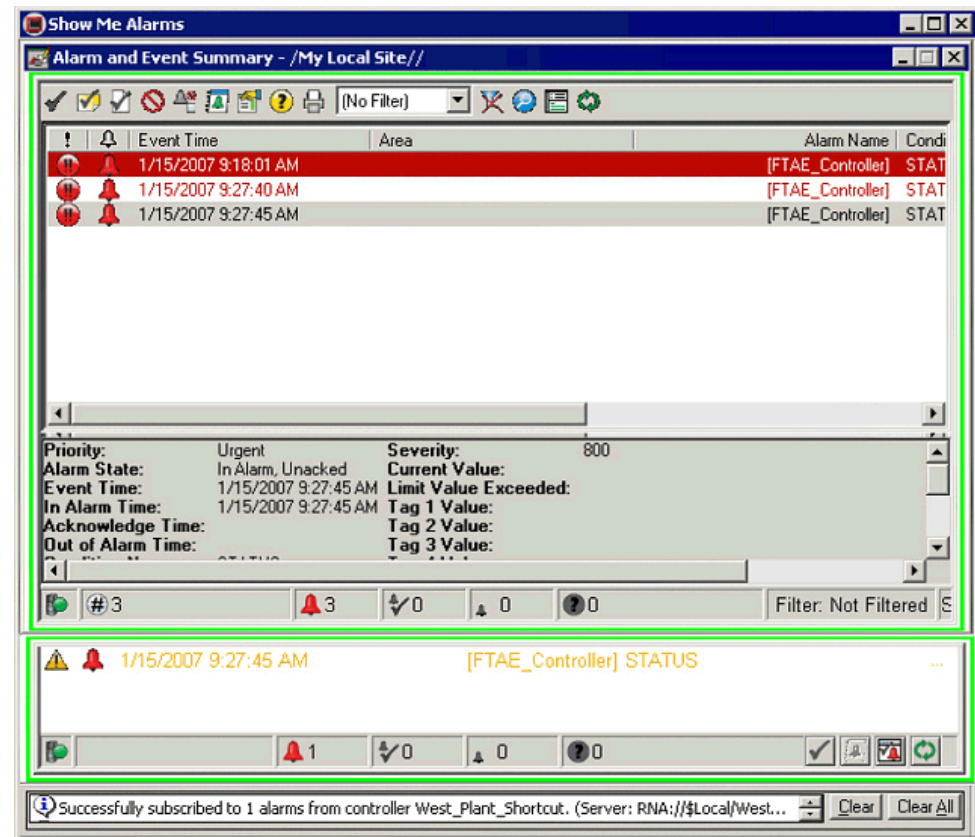 Show Me Alarms
Alarm and Event Summary - /My Local Site//
(No Filter)
! Event Time Area Alarm Name Condi
1/15/2007 9:18:01 AM [FTAE_Controller] STAT
1/15/2007 9:27:40 AM [FTAE_Controller] STAT
1/15/2007 9:27:45 AM [FTAE_Controller] STAT
Priority: Urgent Severity: 800
Alarm State: In Alarm, Unacked Current Value:
Event Time: 1/15/2007 9:27:45 AM Limit Value Exceeded:
In Alarm Time: 1/15/2007 9:27:45 AM Tag 1 Value:
Acknowledge Time: Tag 2 Value:
Out of Alarm Time: Tag 3 Value:
# 3 3 0 0 ? 0 Filter: Not Filtered S
1/15/2007 9:27:45 AM [FTAE_Controller] STATUS ...
1 0 0 ? 0
Successfully subscribed to 1 alarms from controller West_Plant_Shortcut. (Server: RNA://$Local/West... Clear Clear All